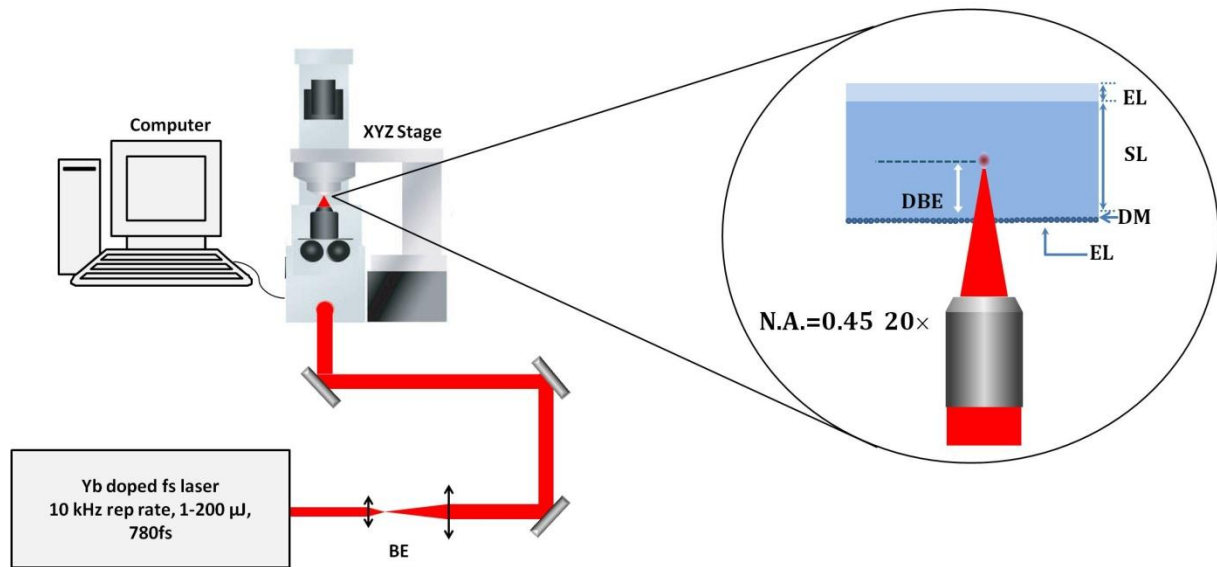 Computer
XYZ Stage
EL
SL
DBE
DM
EL
N.A.=0.45 20×
Yb doped fs laser
10 kHz rep rate, 1-200 μJ,
780fs
BE